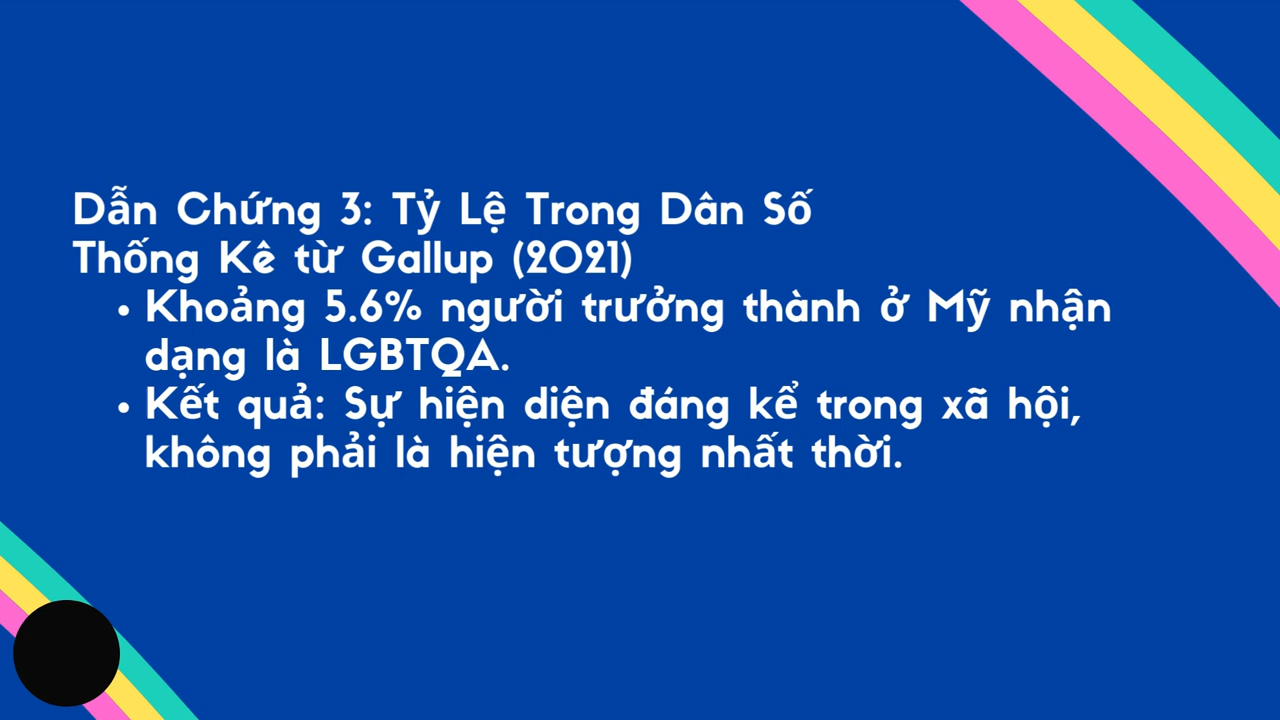 Dẫn Chứng 3: Tỷ Lệ Trong Dân Số
Thống Kê từ Gallup (2021)
• Khoảng 5.6% người trưởng thành ở Mỹ nhận
dạng là LGBTQA.
• Kết quả: Sự hiện diện đáng kể trong xã hội,
không phải là hiện tượng nhất thời.